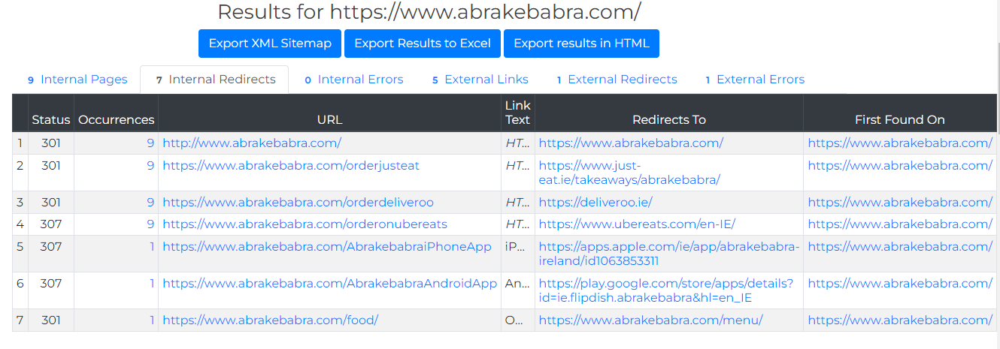 Results for https://www.abrakebabra.com/
Export XML Sitemap Export Results to Excel Export results in HTML
9 Internal Pages 7 Internal Redirects 0 Internal Errors 5 External Links 1 External Redirects 1 External Errors
Status Occurrences URL Link Text Redirects To First Found On
1 301 9 http://www.abrakebabra.com/ HT... https://www.abrakebabra.com/ https://www.abrakebabra.com/
2 301 9 https://www.abrakebabra.com/orderjusteat HT... https://www.just-
eat.ie/takeaways/abrakebabra/ https://www.abrakebabra.com/
3 301 9 https://www.abrakebabra.com/orderdeliveroo HT... https://deliveroo.ie/ https://www.abrakebabra.com/
4 307 9 https://www.abrakebabra.com/orderonubereats HT... https://www.ubereats.com/en-IE/ https://www.abrakebabra.com/
5 307 1 https://www.abrakebabra.com/AbrakebabraiPhoneApp iP... https://apps.apple.com/ie/app/abrakebabra-
ireland/id1063853311 https://www.abrakebabra.com/
6 307 1 https://www.abrakebabra.com/AbrakebabraAndroidApp An... https://play.google.com/store/apps/details?
id=ie.flipdish.abrakebabra&hl=en_IE https://www.abrakebabra.com/
7 301 1 https://www.abrakebabra.com/food/ O... https://www.abrakebabra.com/menu/ https://www.abrakebabra.com/